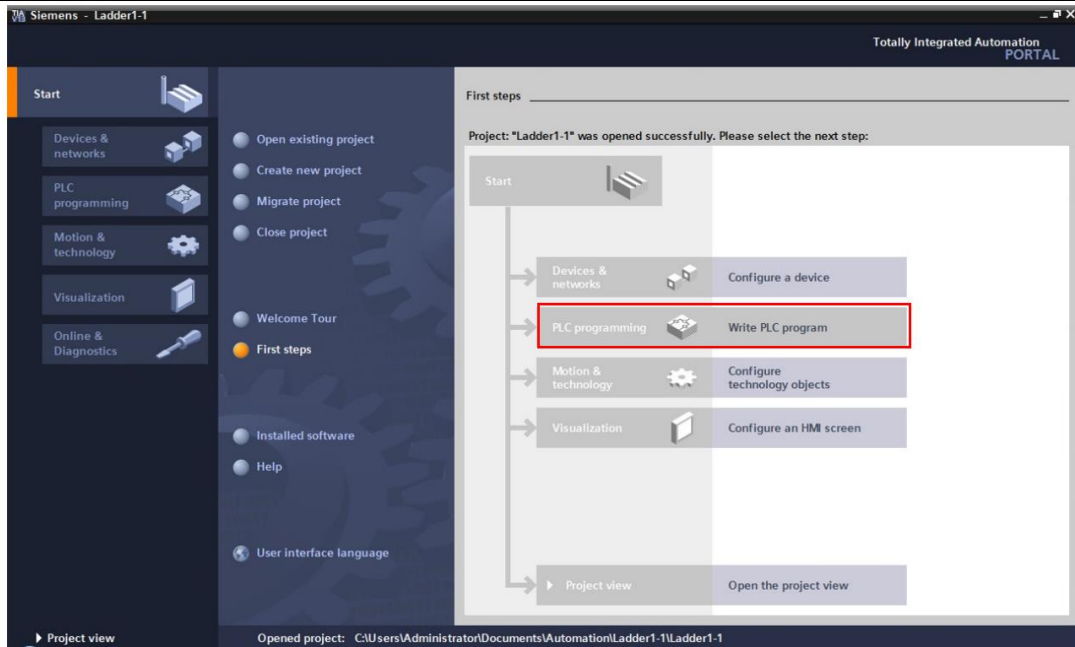 Siemens - Ladder1-1
Totally Integrated Automation
PORTAL
Start
Devices &
networks
PLC
programming
Motion &
technology
Visualization
Online &
Diagnostics
Open existing project
Create new project
Migrate project
Close project
Welcome Tour
First steps
Installed software
Help
User interface language
First steps
Project: "Ladder1-1" was opened successfully. Please select the next step:
Start
Devices &
networks
Configure a device
PLC programming
Write PLC program
Motion &
technology
Configure
technology objects
Visualization
Configure an HMI screen
Project view
Open the project view
Project view
Opened project: C:\Users\Administrator\Documents\Automation\Ladder1-1\Ladder1-1